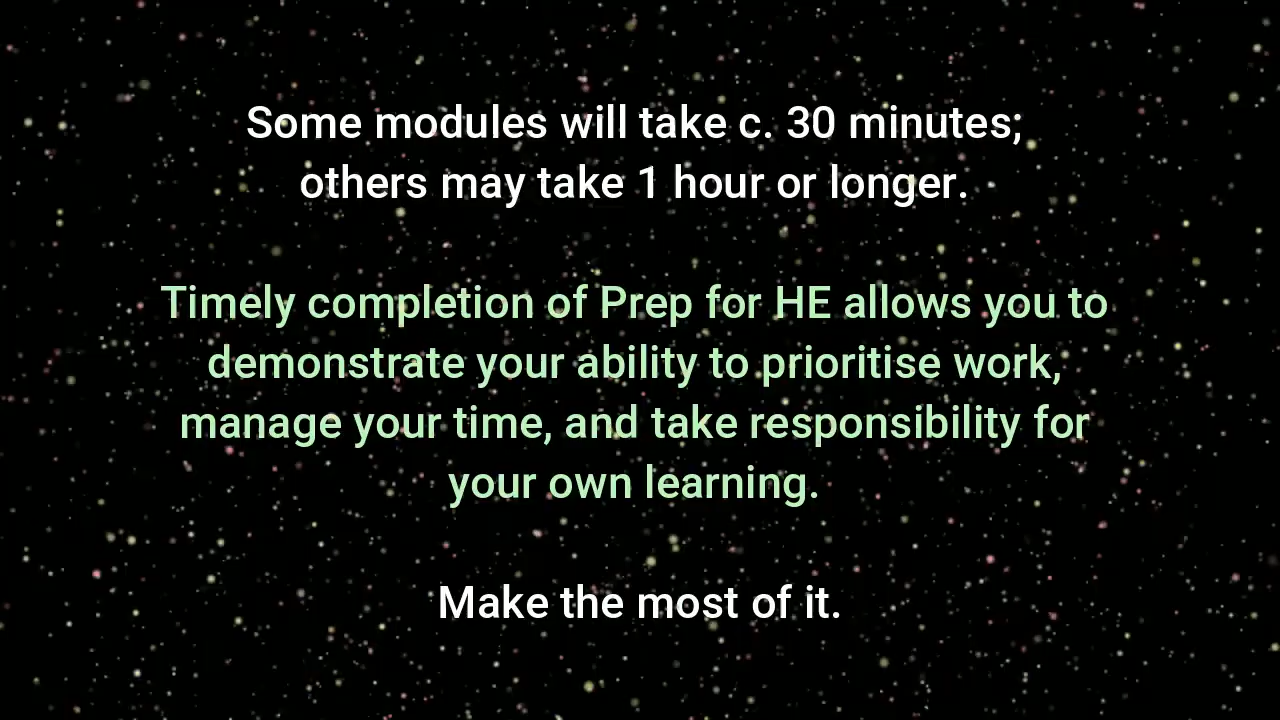 Some modules will take c. 30 minutes;
others may take 1 hour or longer.
Timely completion of Prep for HE allows you to
demonstrate your ability to prioritise work,
manage your time, and take responsibility for
your own learning.
Make the most of it.